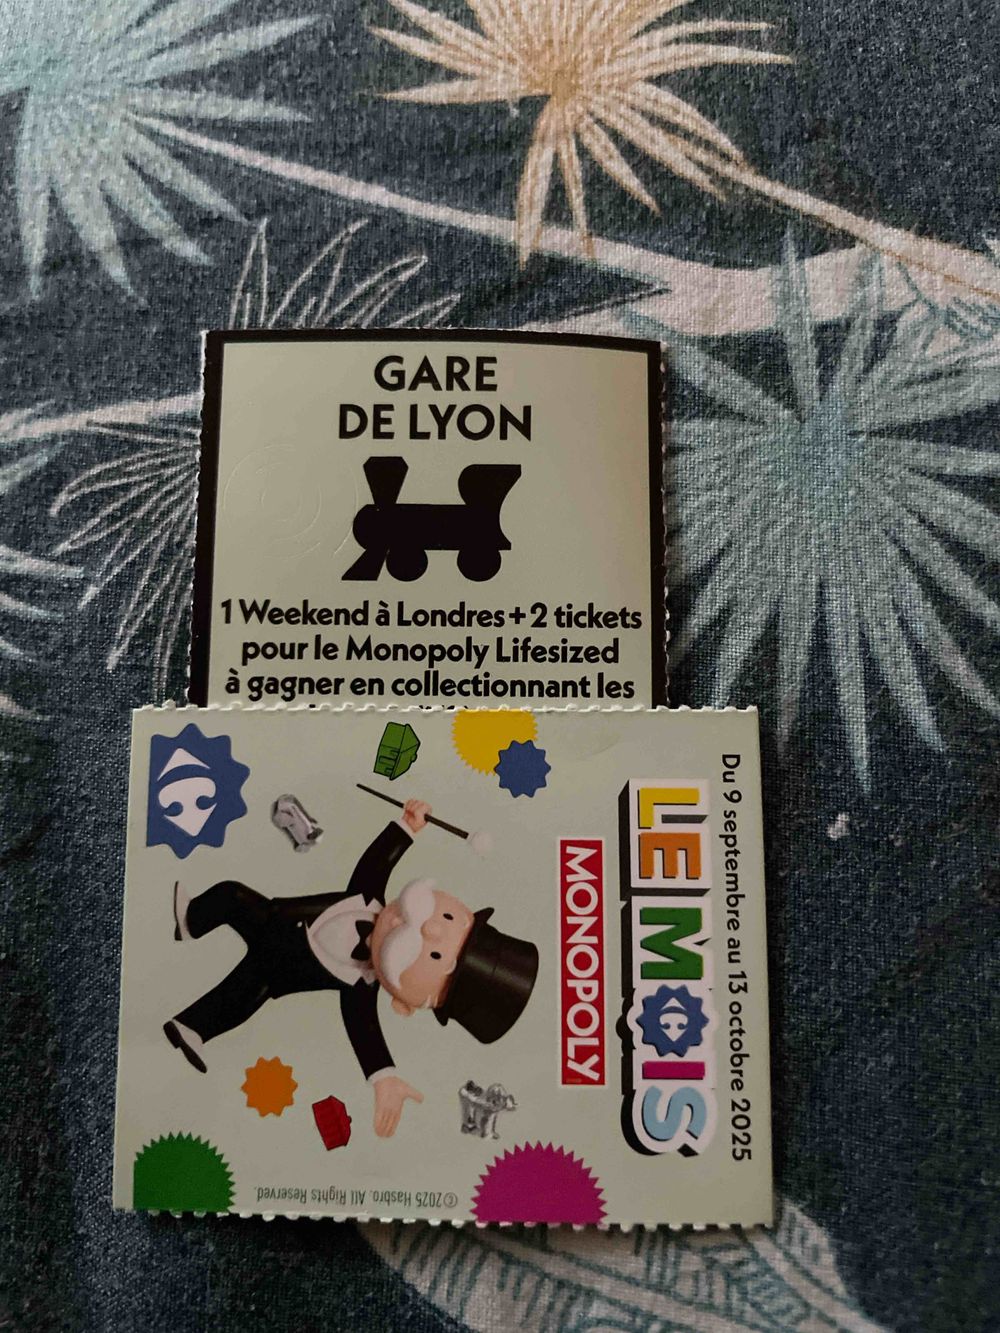 GARE
DE LYON
1 Weekend à Londres + 2 tickets
pour le Monopoly Lifesized
à gagner en collectionnant les
Du 9 septembre au 13 octobre 2025
LE MOIS
MONOPOLY
©2025 Hasbro. All Rights Reserved.